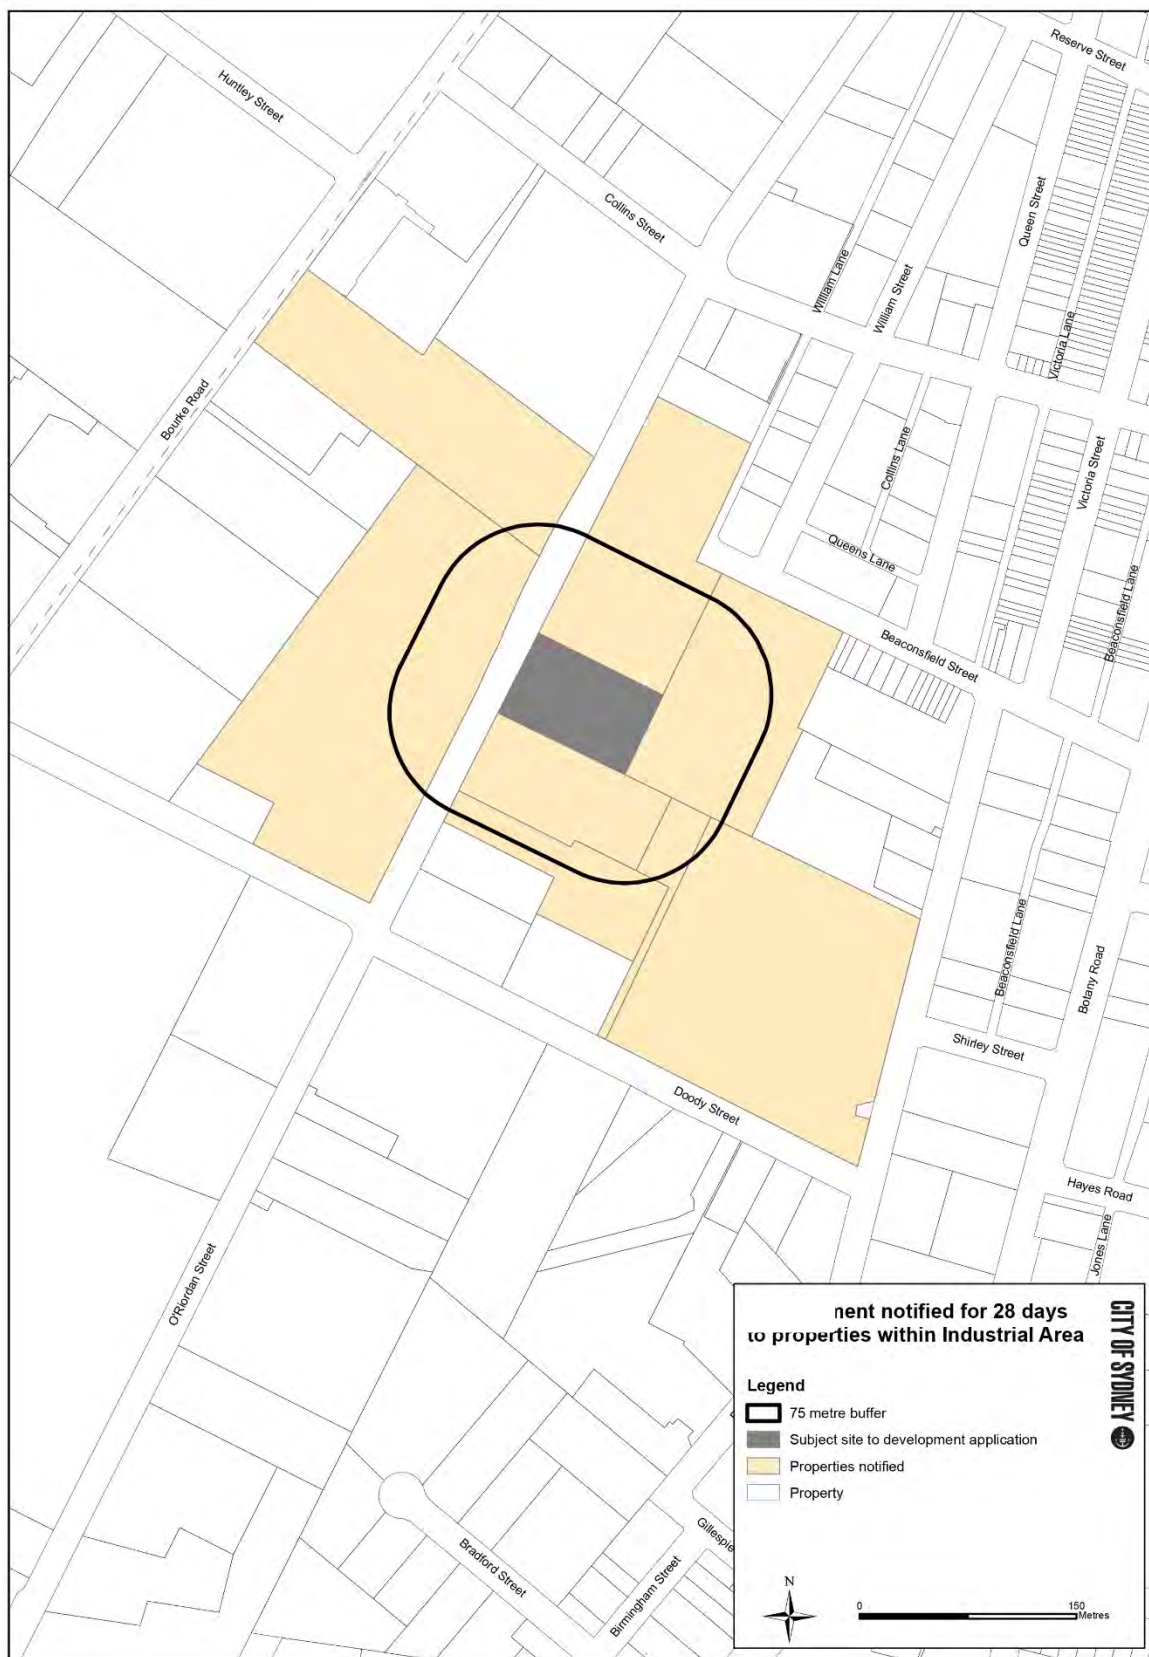 Reserve Street
Huntley Street
Queen Street
Collins Street
William Lane
William Street
Victoria Lane
Bourke Road
Collins Lane
Victoria Street
Queens Lane
Beaconsfield Street
Beaconsfield Lane
Beaconsfield Lane
Botany Road
Shirley Street
Doody Street
Hayes Road
Jones Lane
O'Riordan Street
Bradford Street
Birmingham Street
Gillespie
nent notified for 28 days
to properties within Industrial Area
CITY OF SYDNEY
Legend
75 metre buffer
Subject site to development application
Properties notified
Property
N
0 150
Metres